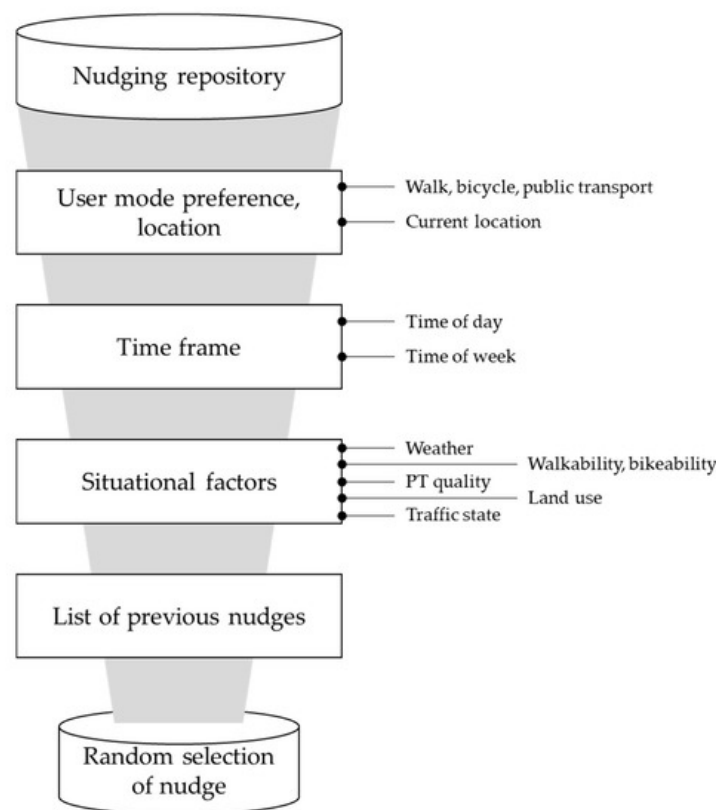 Nudging repository
User mode preference,
location
Walk, bicycle, public transport
Current location
Time frame
Time of day
Time of week
Situational factors
Weather
Walkability, bikeability
PT quality
Land use
Traffic state
List of previous nudges
Random selection
of nudge